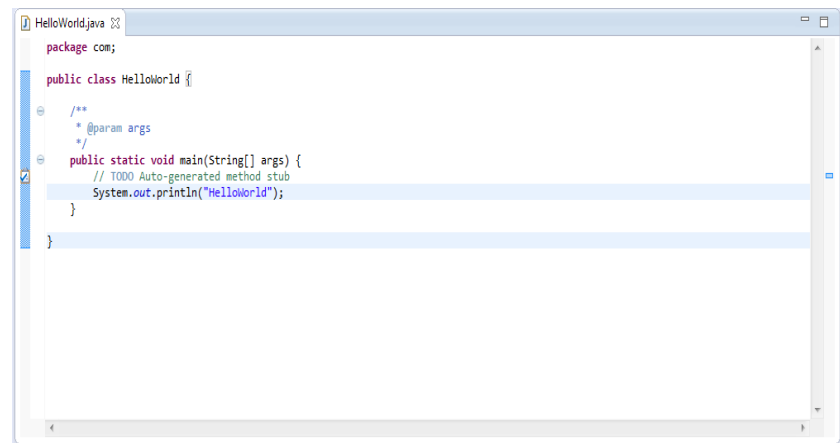 HelloWorld.java
package com;
public class HelloWorld {
/**
* @param args
*/
public static void main(String[] args) {
// TODO Auto-generated method stub
System.out.println("HelloWorld");
}
}